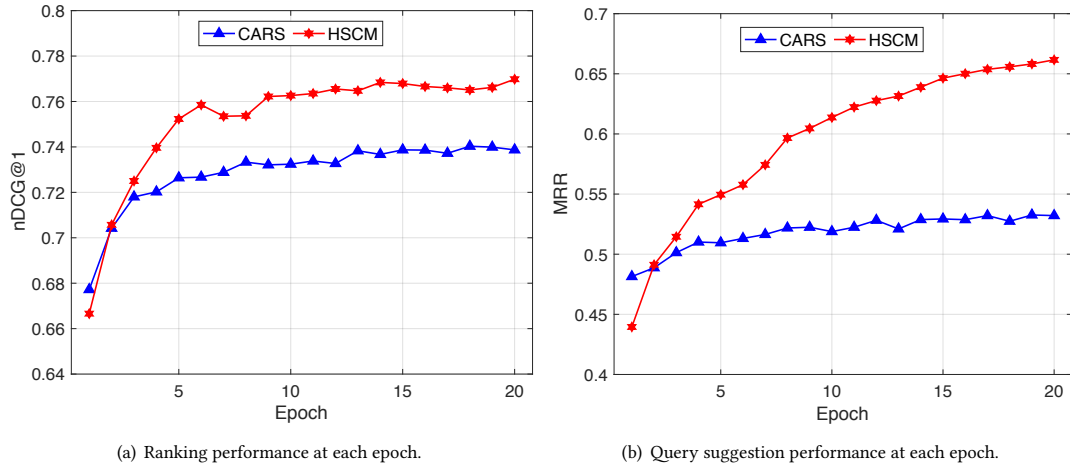 0.8
CARS HSCM
0.78
0.76
0.74
0.72
0.7
0.68
0.66
0.64
nDCG@1
5 10 15 20
Epoch
(a) Ranking performance at each epoch.
0.7
CARS HSCM
0.65
0.6
0.55
0.5
0.45
0.4
MRR
5 10 15 20
Epoch
(b) Query suggestion performance at each epoch.